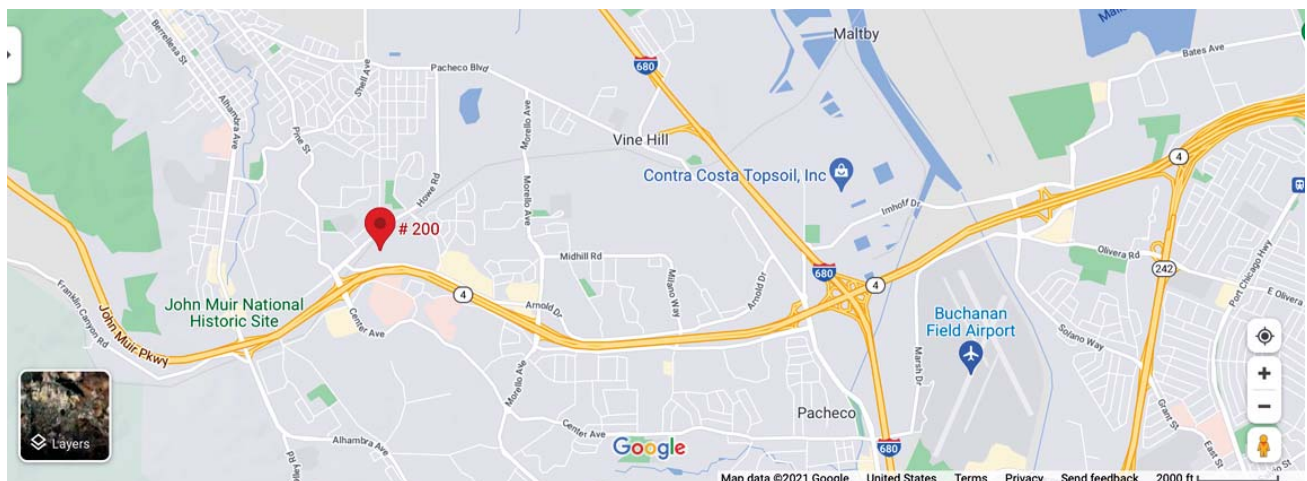 Berrellesa St
Shell Ave
Pacheco Blvd
680
Maltby
Bates Ave
Alhambra Ave
Pine St
Morello Ave
Vine Hill
4
Contra Costa Topsoil, Inc
Howe Rd
Morello Ave
Imhoff Dr
# 200
Midhill Rd
Milano Way
Arnold Dr
680
4
Olivera Rd
242
Port Chicago Hwy
E Olivera
Franklin Canyon Rd
John Muir National
Historic Site
4
Arnold Dr
Buchanan
Field Airport
John Muir Pkwy
Center Ave
Solano Way
Marsh Dr
Morello Ave
Pacheco
Grant St
Layers
Alhambra Ave
Center Ave
Google
680
East St
Map data ©2021 Google United States Terms Privacy Send feedback 2000 ft